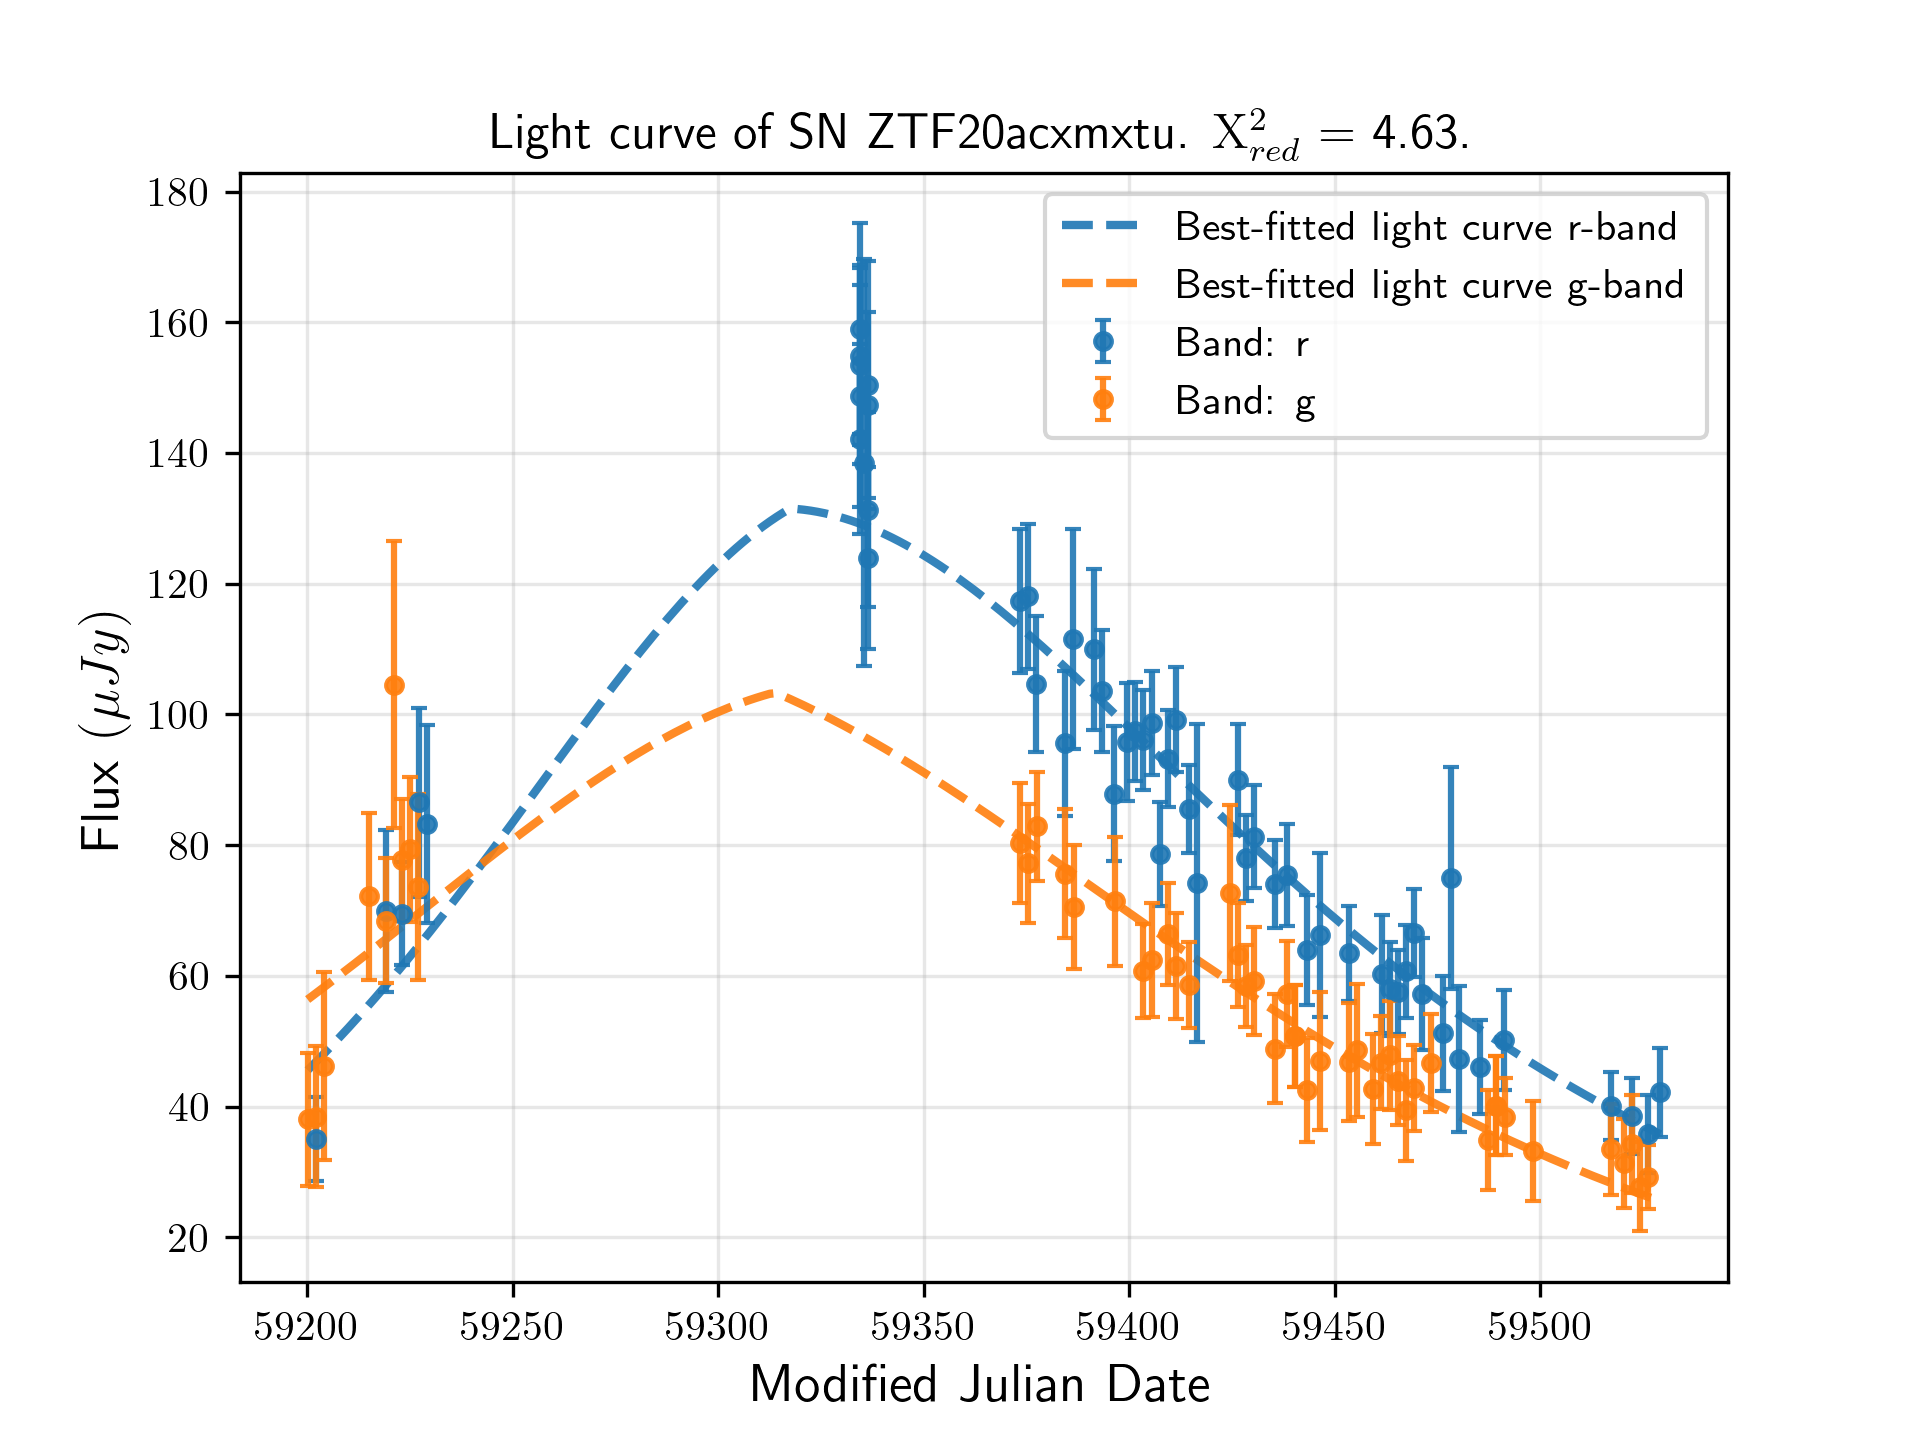 Light curve of SN ZTF20acxmxtu. X²_red = 4.63.
180
160
140
120
100
80
60
40
20
Flux (μJy)
Best-fitted light curve r-band
Best-fitted light curve g-band
Band: r
Band: g
59200 59250 59300 59350 59400 59450 59500
Modified Julian Date